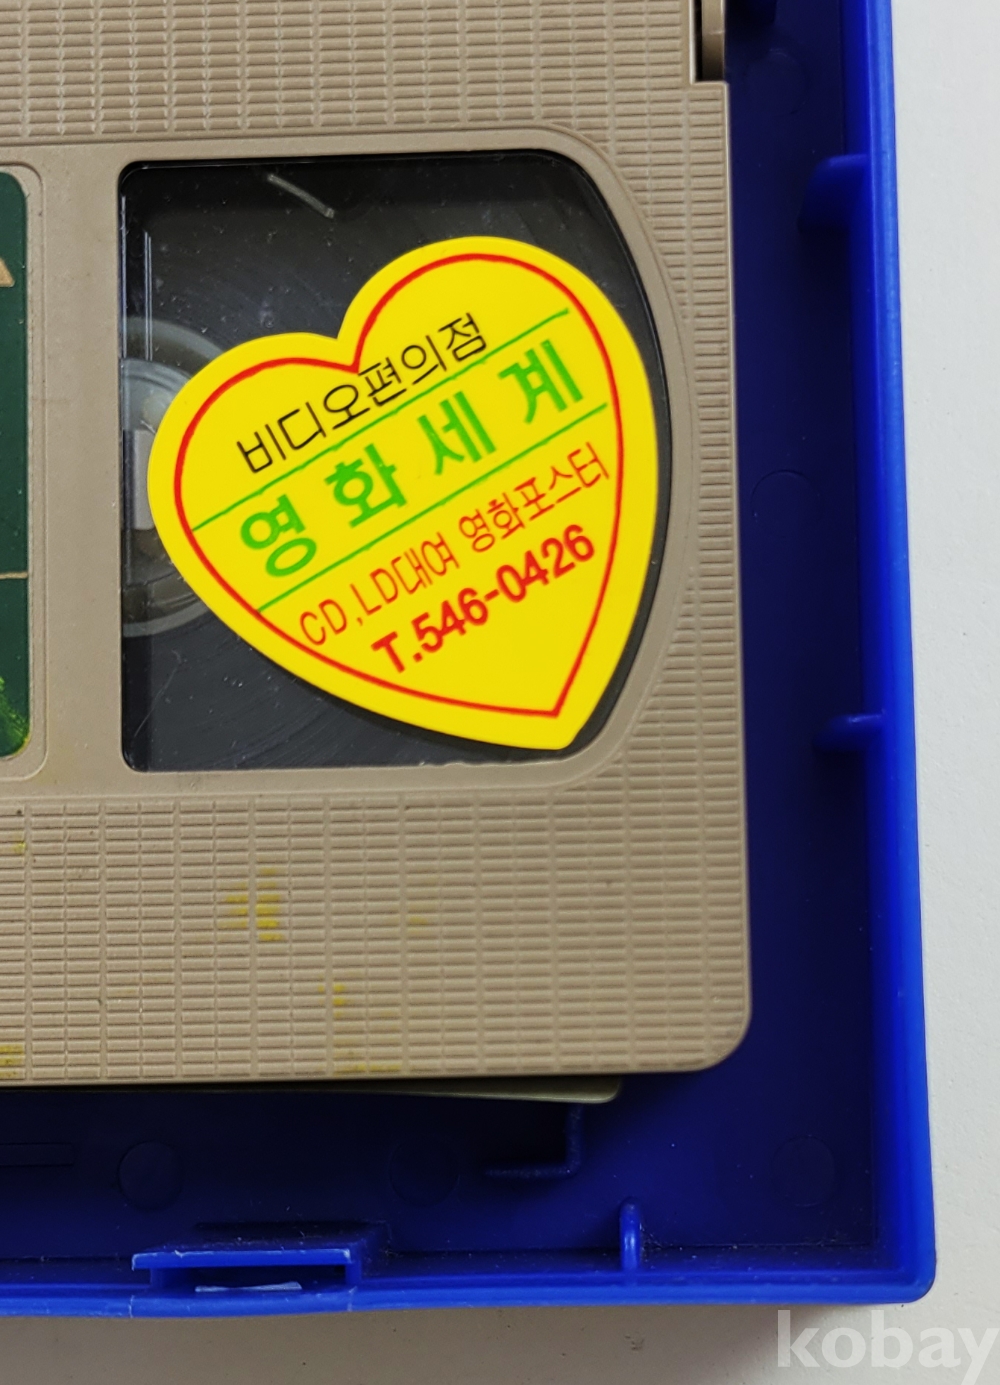 비디오편의점
영화세계
CD,LD대여 영화포스터
T.546-0426
kobay